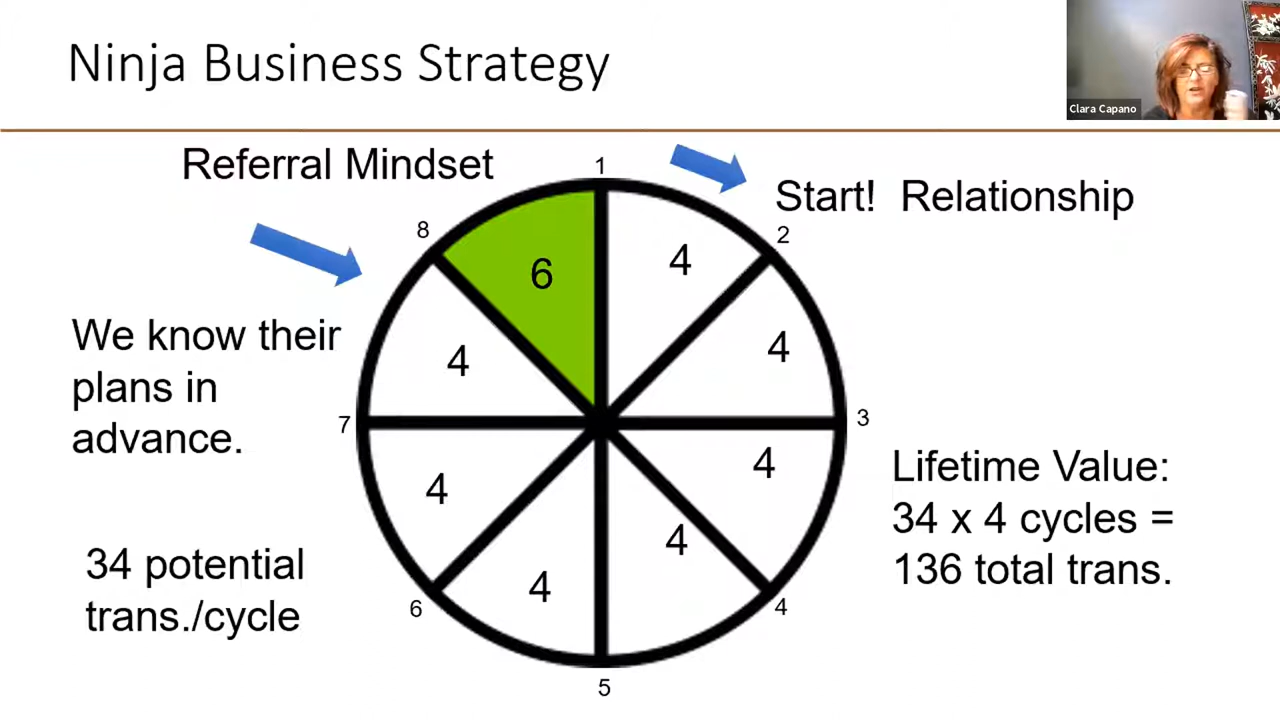 Ninja Business Strategy
Clara Capano
Referral Mindset
Start! Relationship
1
2
3
4
5
6
7
8
6
4
4
4
4
4
4
4
We know their
plans in
advance.
34 potential
trans./cycle
Lifetime Value:
34 x 4 cycles =
136 total trans.